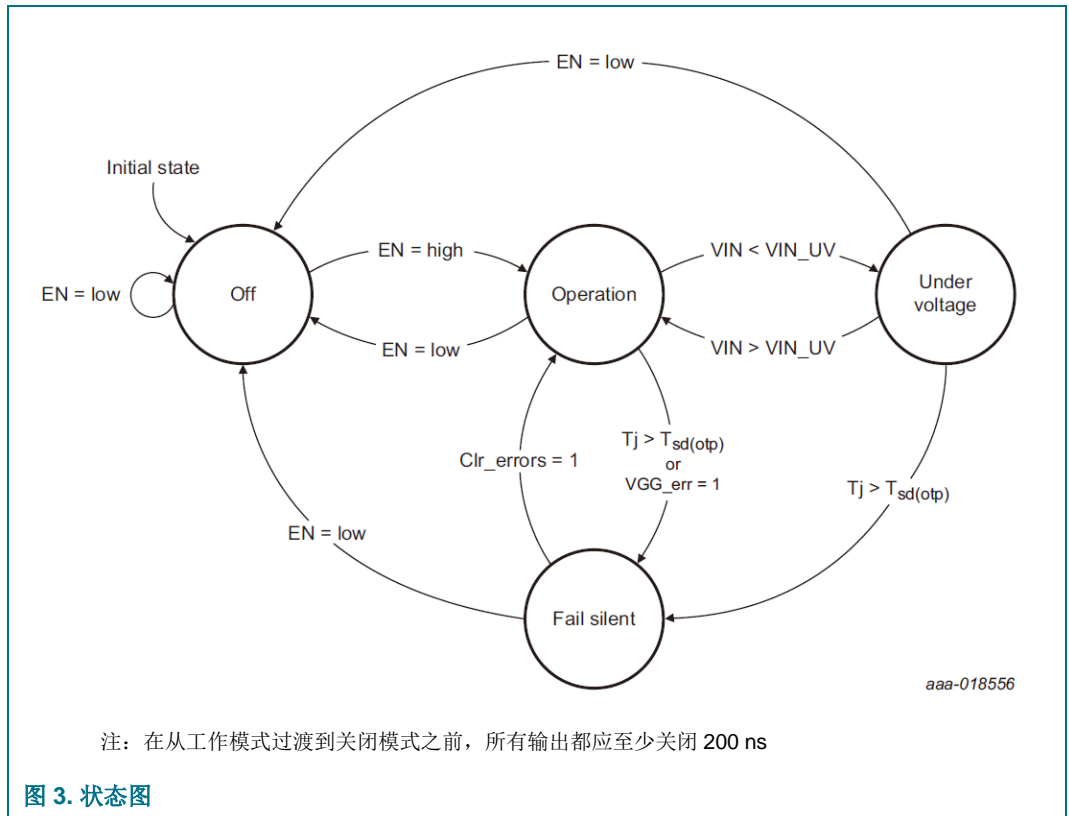 EN = low
Initial state
EN = high
VIN < VIN_UV
EN = low
Off
Operation
Under
voltage
EN = low
VIN > VIN_UV
Clr_errors = 1
Tj > Tsd(otp)
or
VGG_err = 1
Tj > Tsd(otp)
EN = low
Fail silent
aaa-018556
注：在从工作模式过渡到关闭模式之前，所有输出都应至少关闭 200 ns
图 3. 状态图